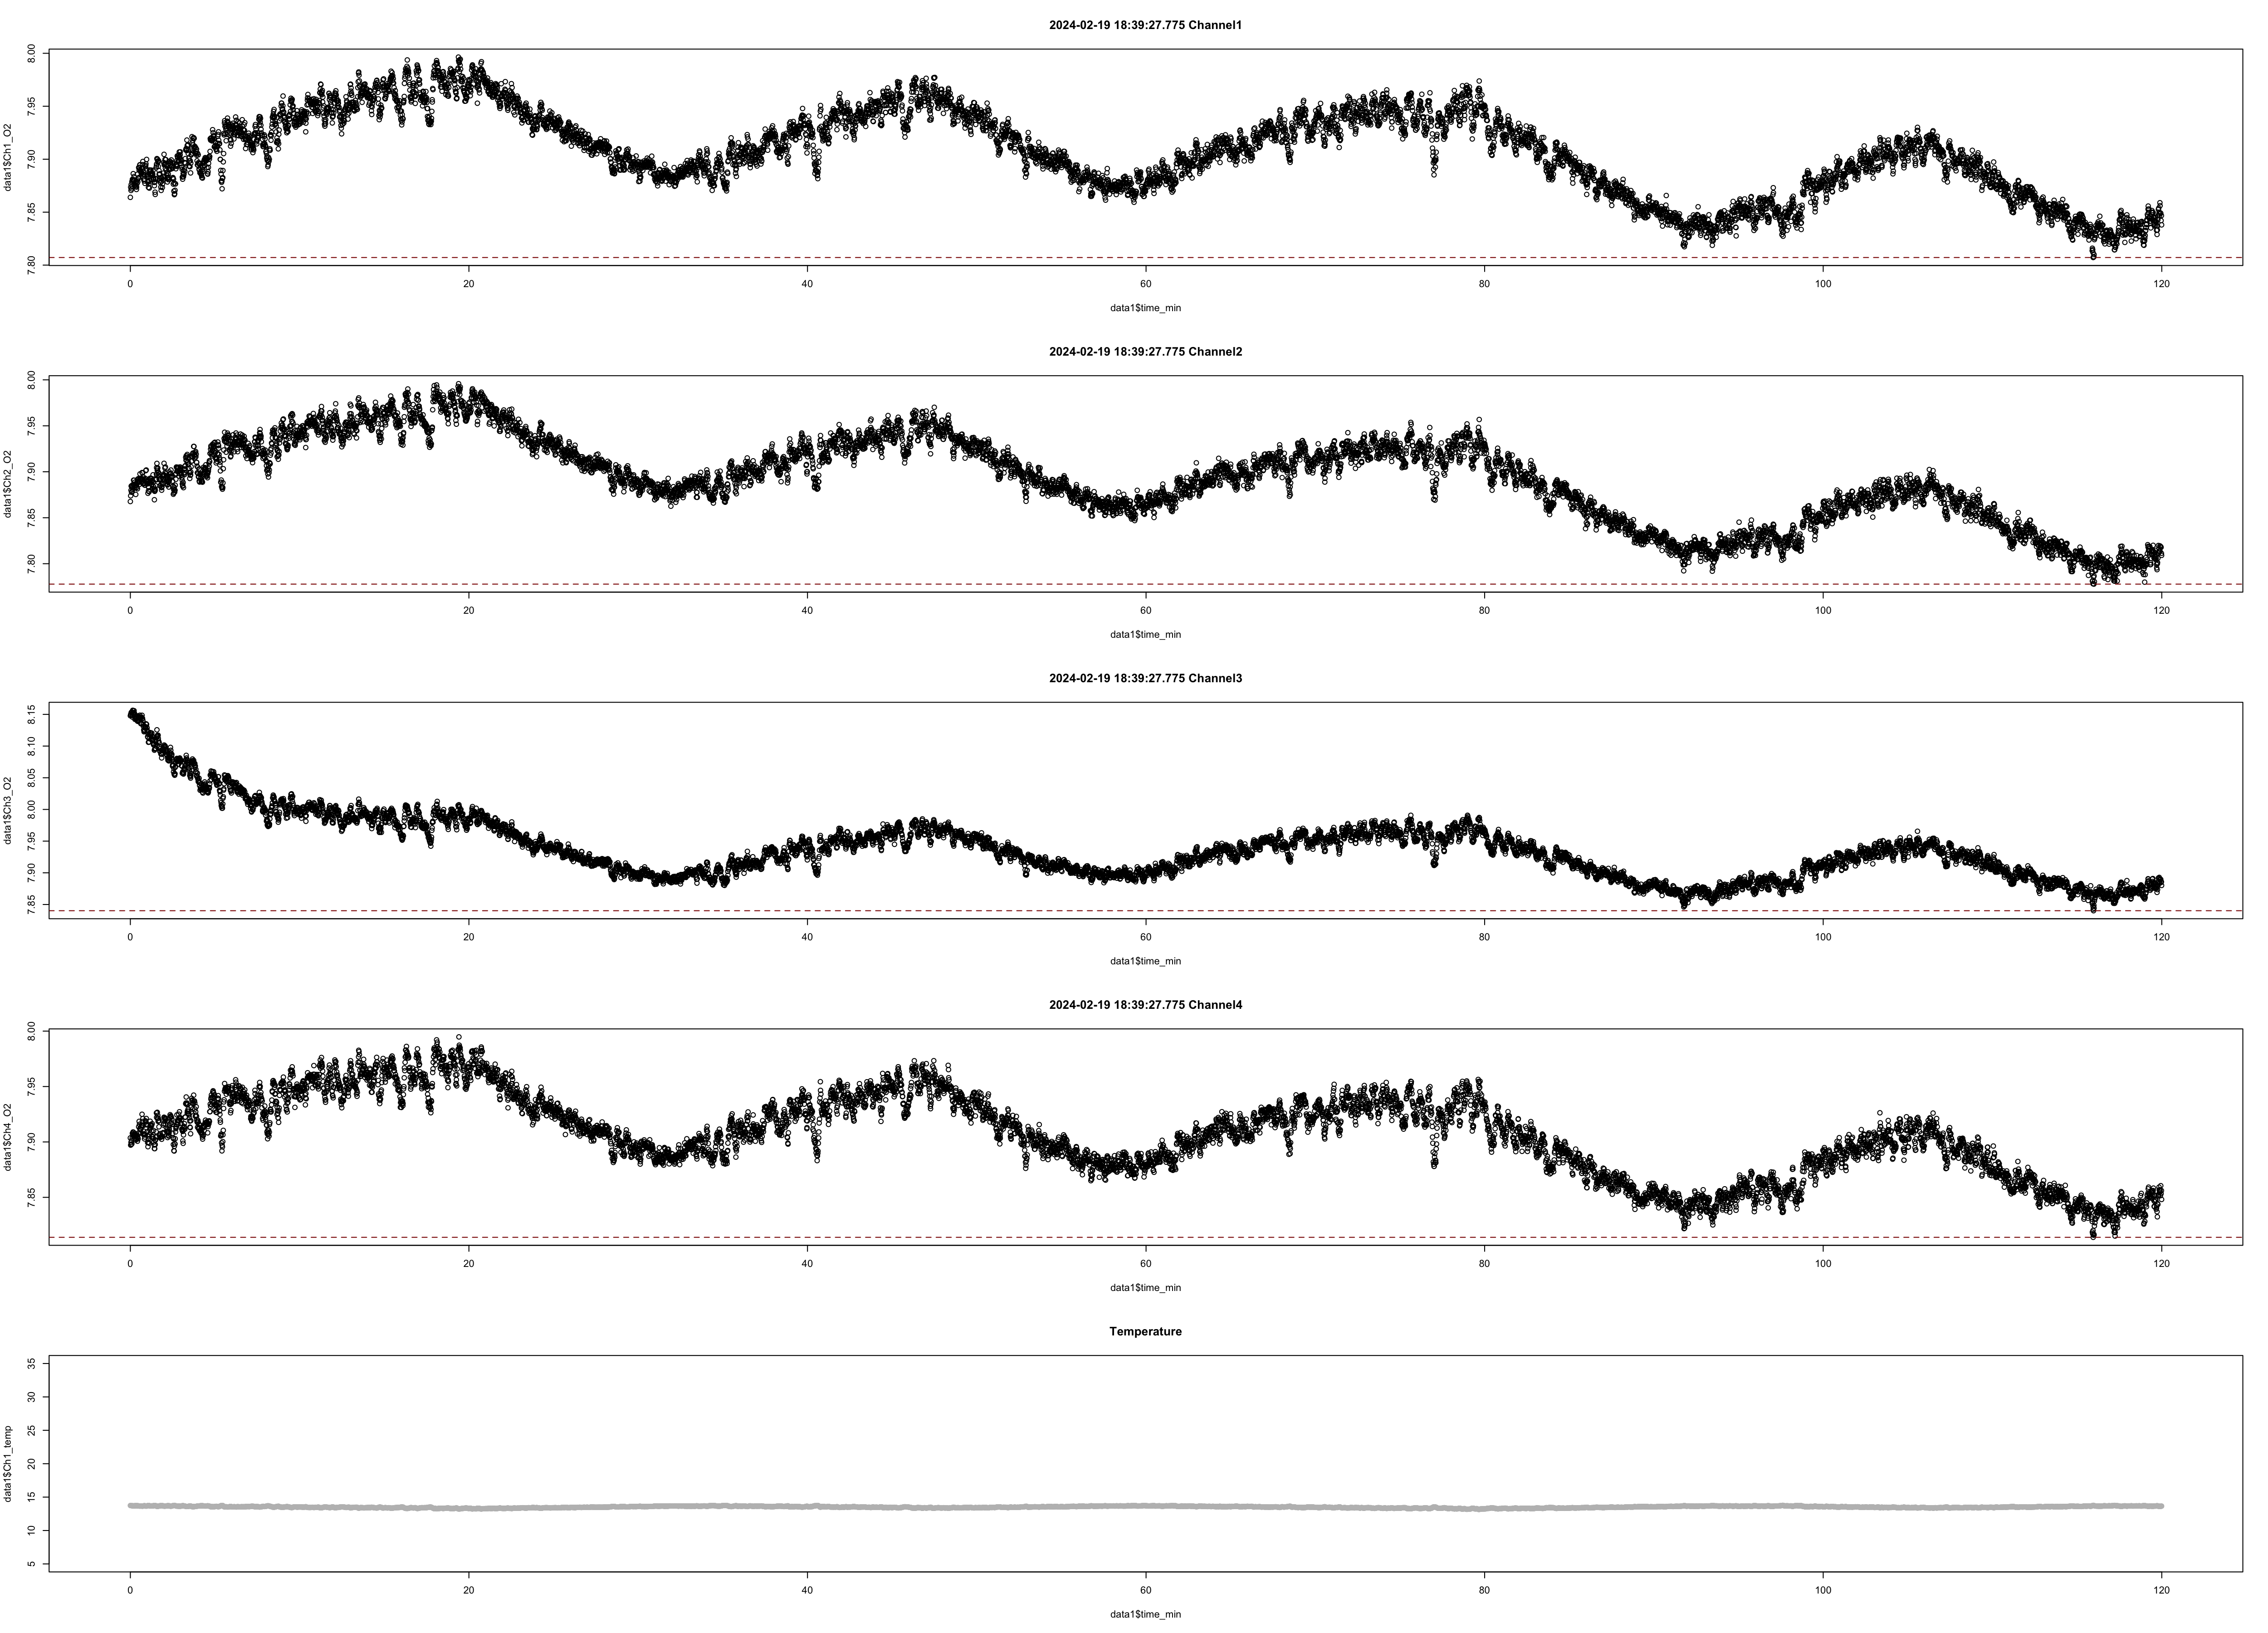 2024-02-19 18:39:27.775 Channel1
data1$Ch1_O2
8.00
7.95
7.90
7.85
7.80
0 20 40 60 80 100 120
data1$time_min
2024-02-19 18:39:27.775 Channel2
data1$Ch2_O2
8.00
7.95
7.90
7.85
7.80
0 20 40 60 80 100 120
data1$time_min
2024-02-19 18:39:27.775 Channel3
data1$Ch3_O2
8.15
8.10
8.05
8.00
7.95
7.90
7.85
0 20 40 60 80 100 120
data1$time_min
2024-02-19 18:39:27.775 Channel4
data1$Ch4_O2
8.00
7.95
7.90
7.85
0 20 40 60 80 100 120
data1$time_min
Temperature
data1$Ch1_temp
35
30
25
20
15
10
5
0 20 40 60 80 100 120
data1$time_min